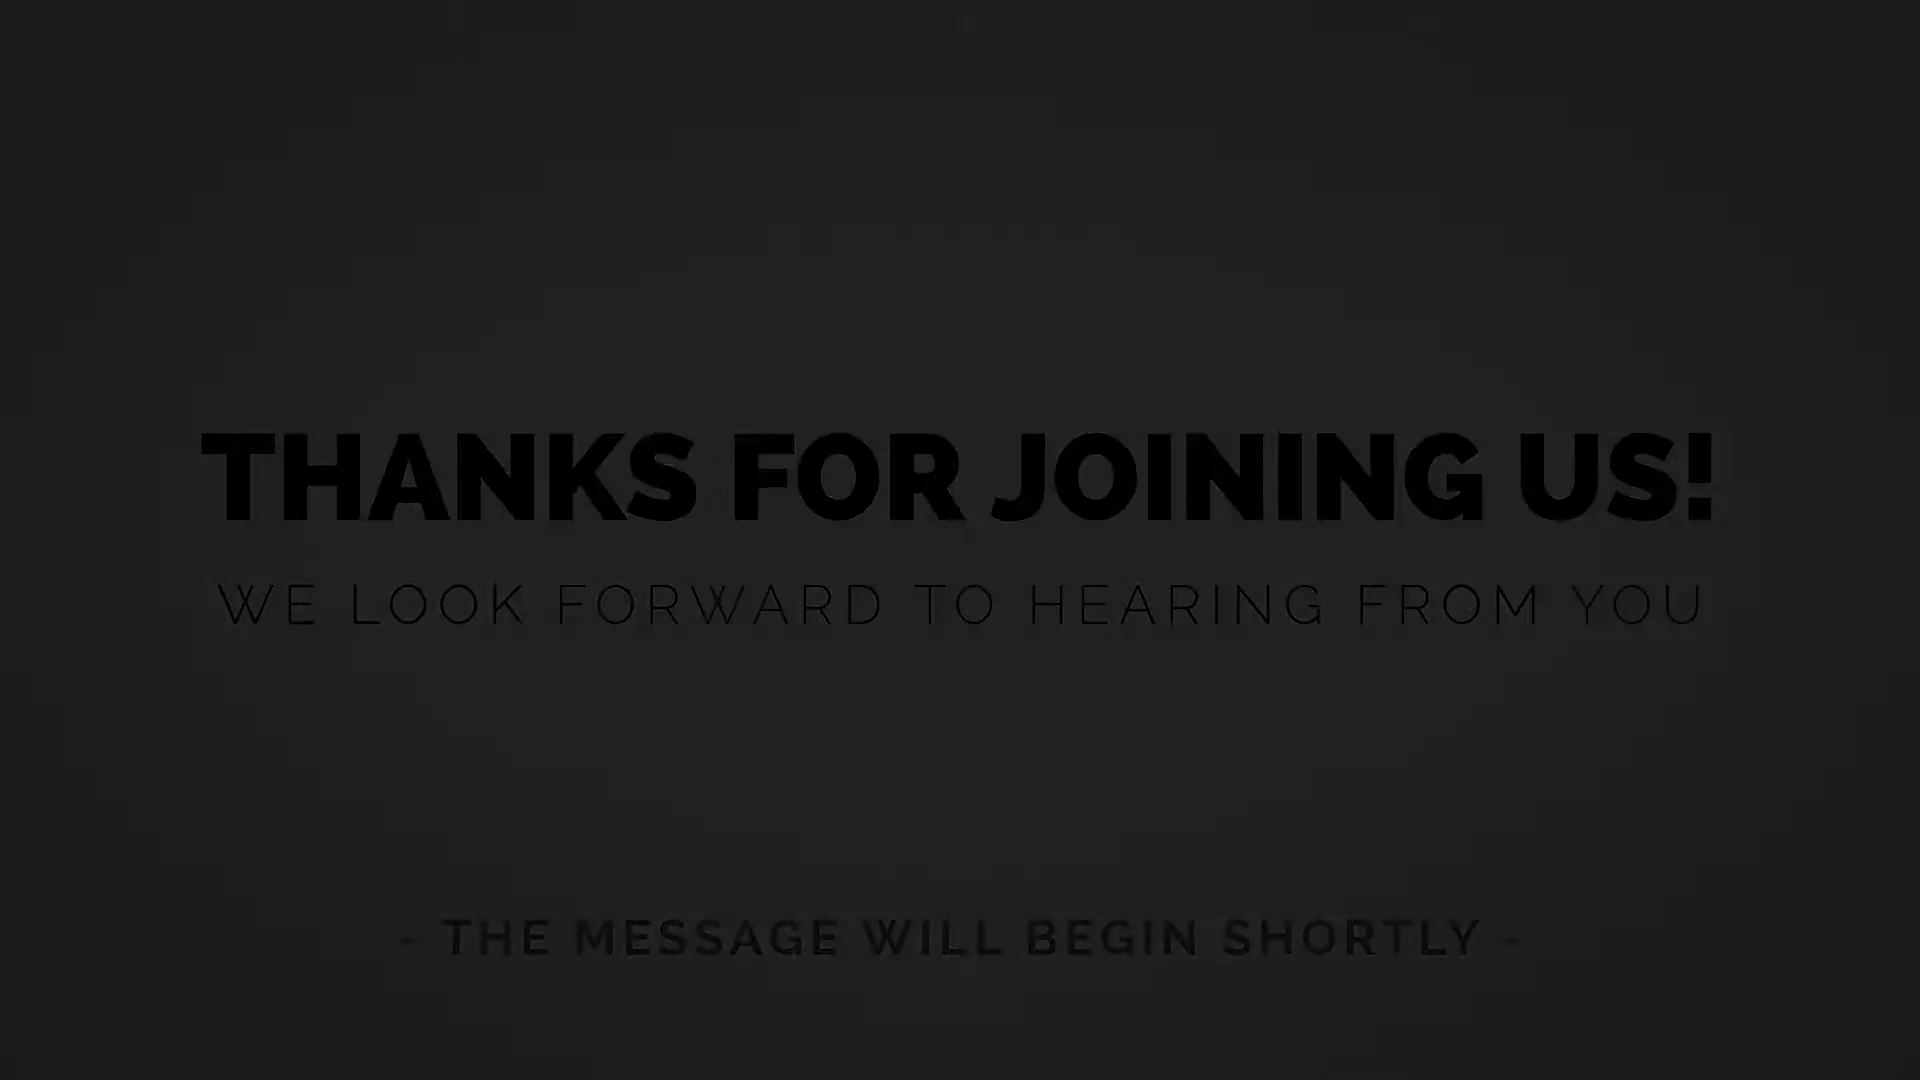 THANKS FOR JOINING US!
WE LOOK FORWARD TO HEARING FROM YOU
- THE MESSAGE WILL BEGIN SHORTLY -